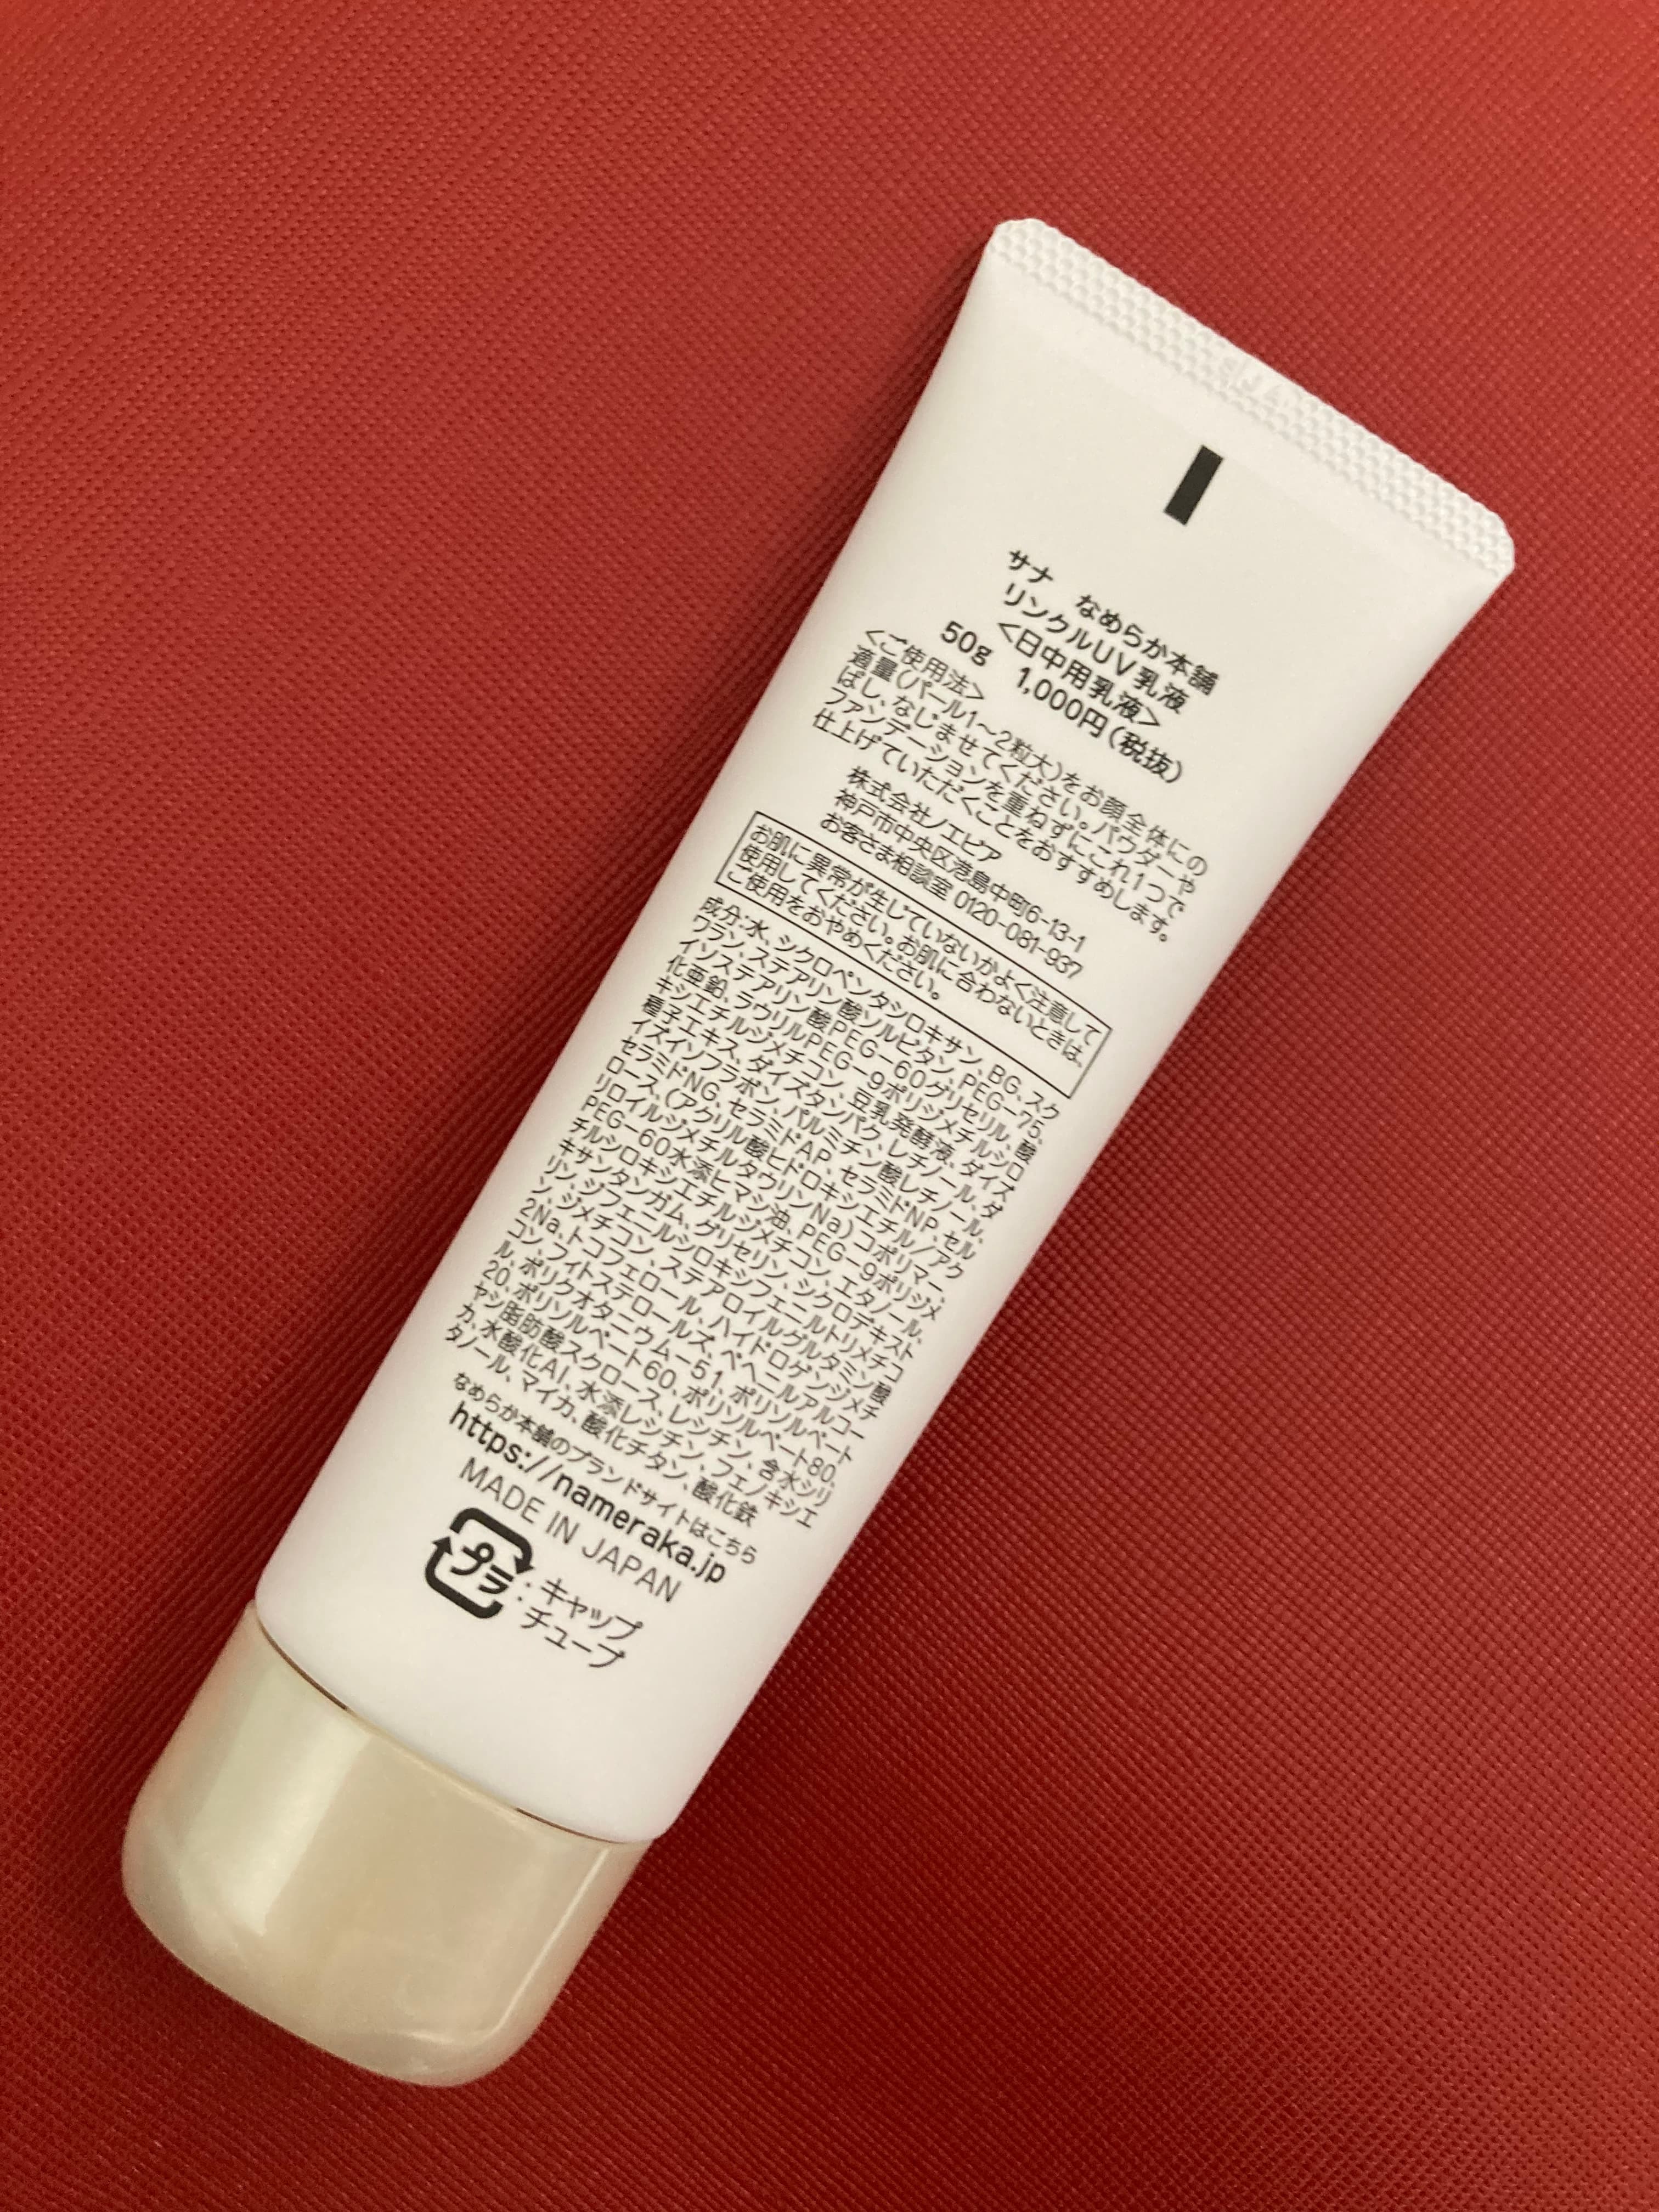 サナ なめらか本舗
リンクルUV乳液
<日中用乳液>
50g 1,000円(税抜)
<ご使用法>
適量(パール1〜2粒大)をお顔全体にの
ばし、なじませてください。パウダーや
ファンデーションを重ねずにこれ1つで
仕上げていただくことをおすすめします。
株式会社ノエビア
神戸市中央区港島中町6-13-1
お客さま相談室 0120-081-937
お肌に異常が生じていないかよく注意して
使用してください。お肌に合わないときは、
ご使用をおやめください。
成分:水、シクロペンタシロキサン、BG、スク
ワラン、ステアリン酸ソルビタン、PEG-75、
イソステアリン酸PEG-60グリセリル、酸
化亜鉛、ラウリルPEG-9ポリジメチルシロ
キシエチルジメチコン、豆乳発酵液、ダイズ
種子エキス、ダイズタンパク、レチノール、ダ
イズイソフラボン、パルミチン酸レチノール、
セラミドNG、セラミドAP、セラミドNP、セル
ロース、(アクリル酸ヒドロキシエチル/アク
リロイルジメチルタウリンNa)コポリマー、
PEG-60水添ヒマシ油、PEG-9ポリジメ
チルシロキシエチルジメチコン、エタノール、
キサンタンガム、グリセリン、シクロデキスト
リン、ジフェニルシロキシフェニルトリメチコ
ン、ジメチコン、ステアロイルグルタミン酸
2Na、トコフェロール、ハイドロゲンジメチ
コン、フィトステロールズ、ベヘニルアルコー
ル、ポリクオタニウム-51、ポリソルベート
20、ポリソルベート60、ポリソルベート80、
ヤシ脂肪酸スクロース、レシチン、含水シリ
カ、水酸化Al、水添レシチン、フェノキシエ
タノール、マイカ、酸化チタン、酸化鉄
なめらか本舗のブランドサイトはこちら
https://nameraka.jp
MADE IN JAPAN
プラ :キャップ
:チューブ